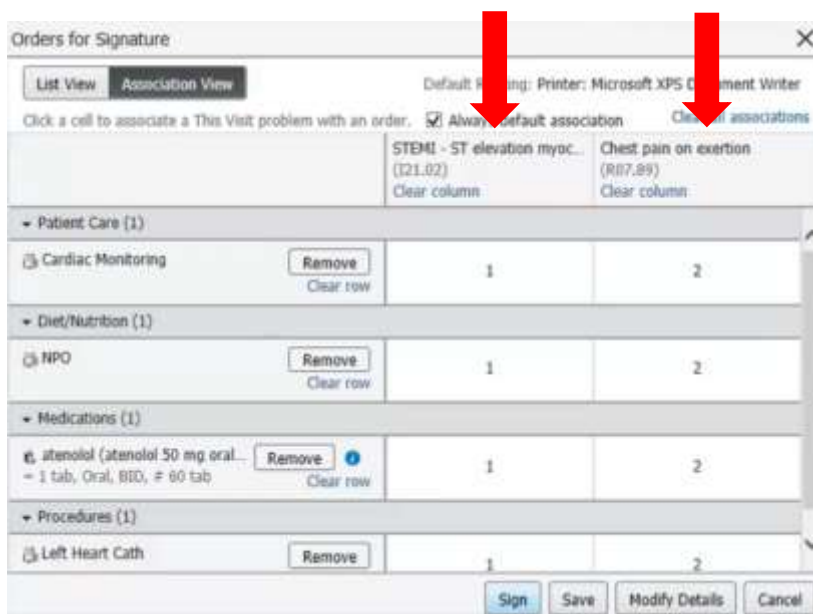 Orders for Signature
List View Association View Default Printer: Microsoft XPS Writer
Click a cell to associate a This Visit problem with an order. Always default association Clear all associations
STEMI - ST elevation myoc... Chest pain on exertion
(I21.02) (R07.89)
Clear column Clear column
Patient Care (1)
Cardiac Monitoring Remove 1 2
Clear row
Diet/Nutrition (1)
NPO Remove 1 2
Clear row
Medications (1)
atenolol (atenolol 50 mg oral... Remove 1 2
= 1 tab, Oral, BID, # 60 tab Clear row
Procedures (1)
Left Heart Cath Remove 1 2
Sign Save Modify Details Cancel